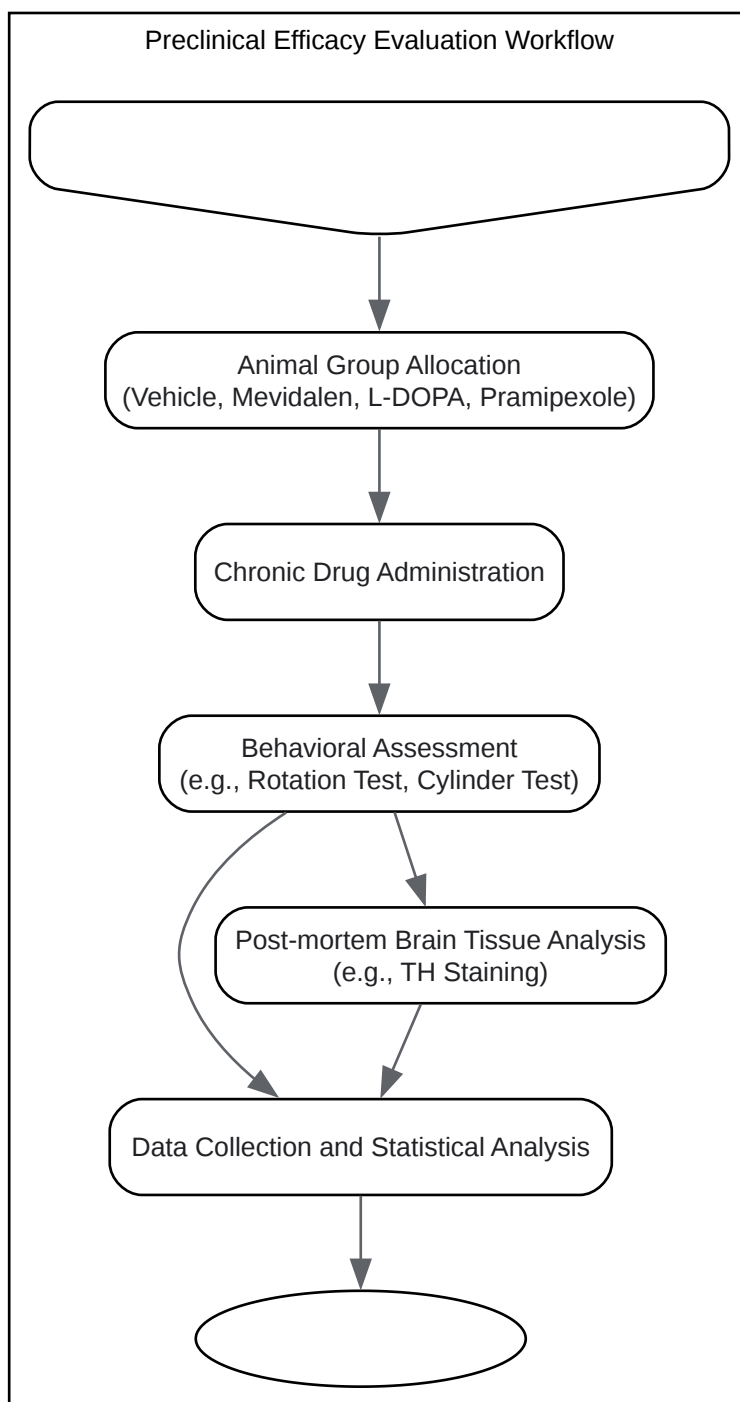 Preclinical Efficacy Evaluation Workflow
Animal Group Allocation
(Vehicle, Mevidalen, L-DOPA, Pramipexole)
Chronic Drug Administration
Behavioral Assessment
(e.g., Rotation Test, Cylinder Test)
Post-mortem Brain Tissue Analysis
(e.g., TH Staining)
Data Collection and Statistical Analysis